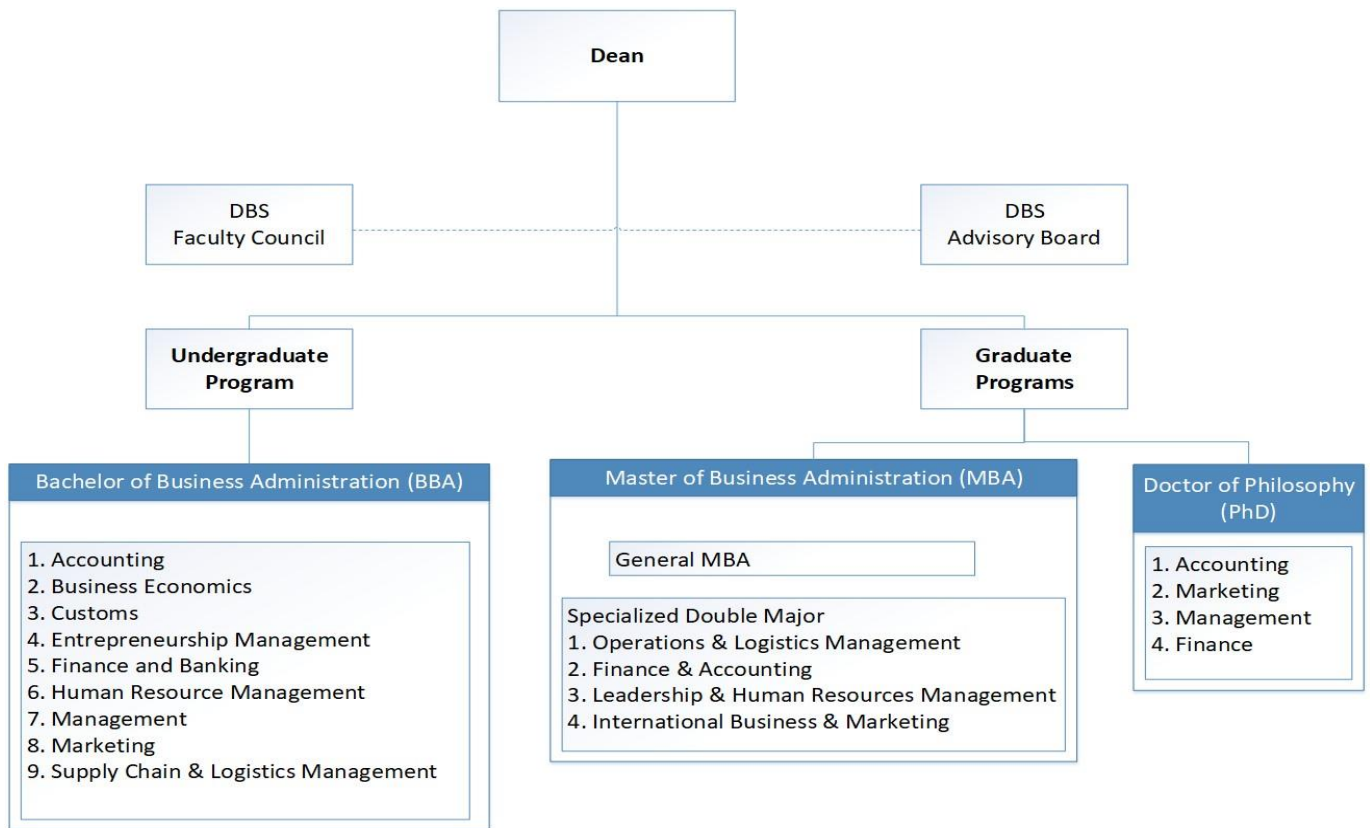 Dean
DBS
Faculty Council
DBS
Advisory Board
Undergraduate
Program
Graduate
Programs
Bachelor of Business Administration (BBA)
1. Accounting
2. Business Economics
3. Customs
4. Entrepreneurship Management
5. Finance and Banking
6. Human Resource Management
7. Management
8. Marketing
9. Supply Chain & Logistics Management
Master of Business Administration (MBA)
General MBA
Specialized Double Major
1. Operations & Logistics Management
2. Finance & Accounting
3. Leadership & Human Resources Management
4. International Business & Marketing
Doctor of Philosophy
(PhD)
1. Accounting
2. Marketing
3. Management
4. Finance